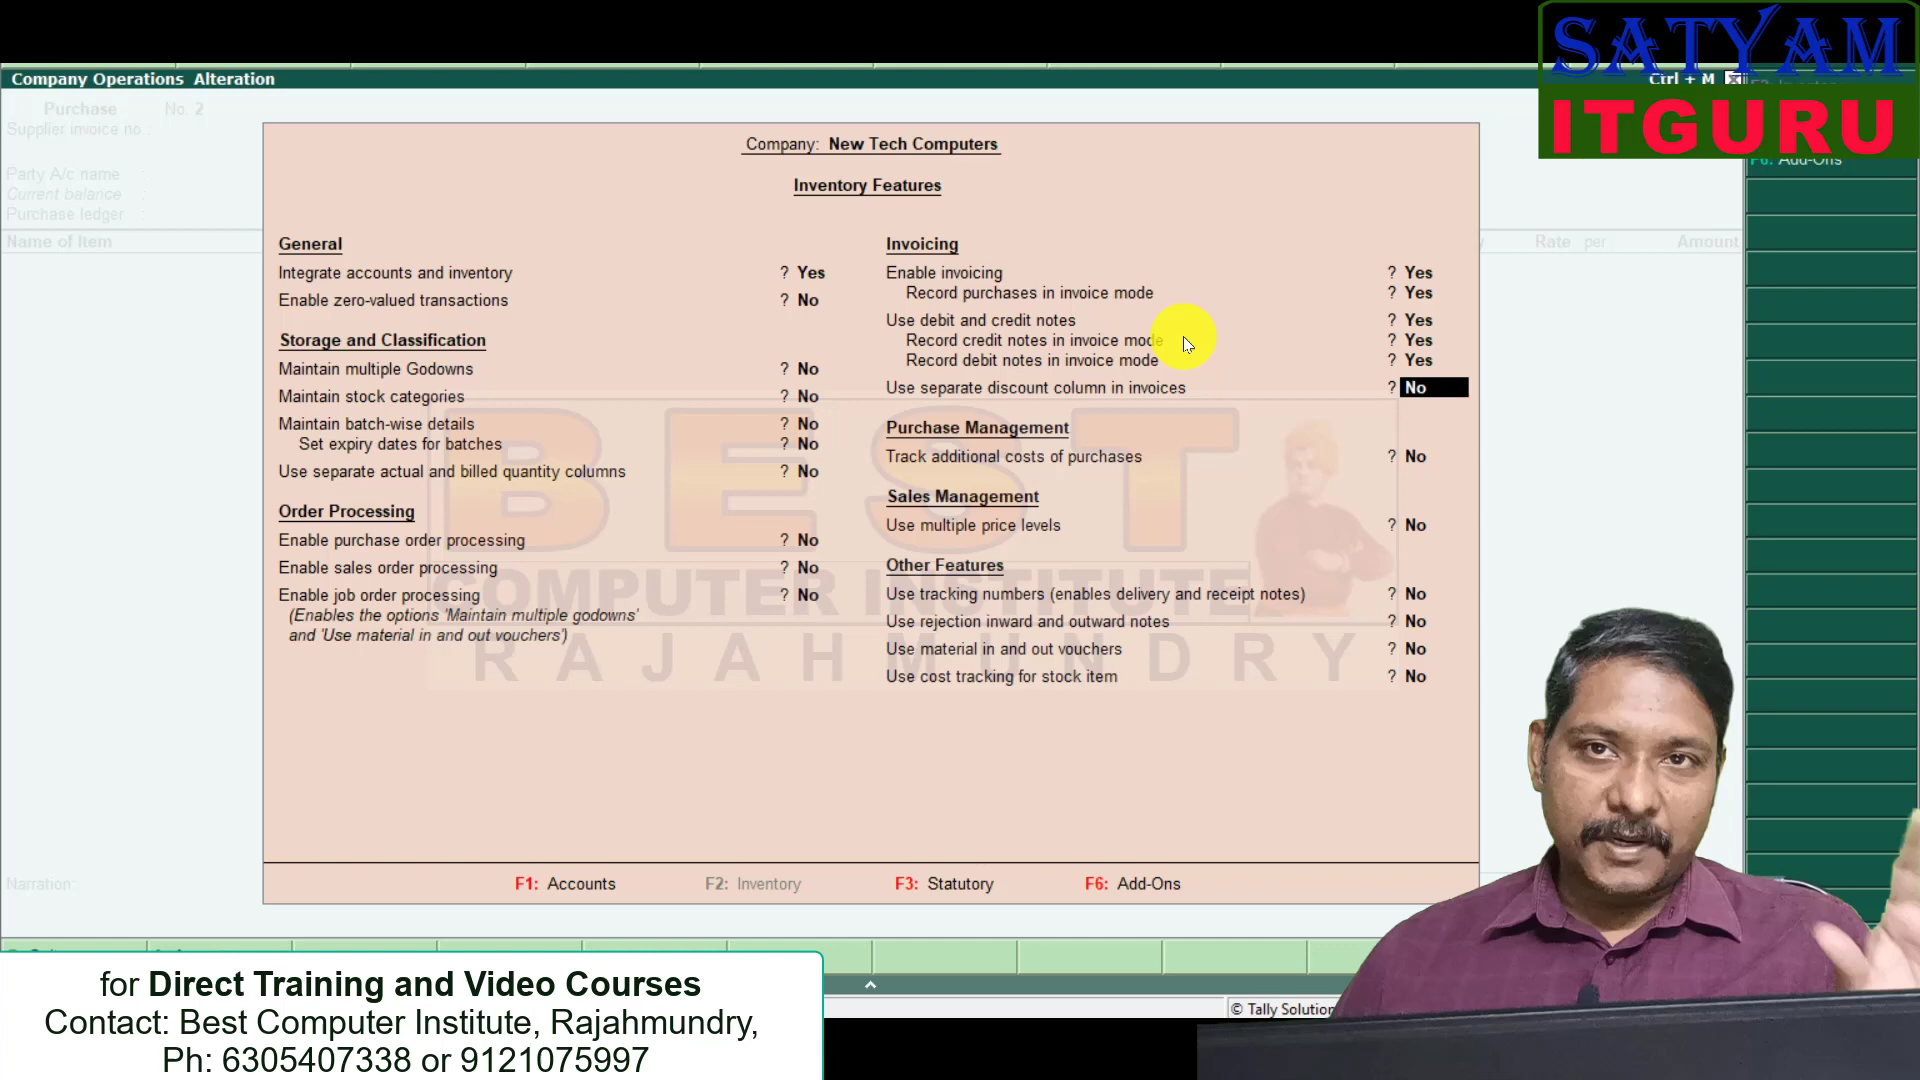 SATYAM
ITGURU
Company Operations Alteration
Ctrl + M
Purchase No. 2
Supplier invoice no.:
Party A/c name :
Current balance :
Purchase ledger :
Name of Item
Rate per Amount
F6: Add-Ons
Company: New Tech Computers
Inventory Features
General
Integrate accounts and inventory ? Yes
Enable zero-valued transactions ? No
Storage and Classification
Maintain multiple Godowns ? No
Maintain stock categories ? No
Maintain batch-wise details ? No
Set expiry dates for batches ? No
Use separate actual and billed quantity columns ? No
Order Processing
Enable purchase order processing ? No
Enable sales order processing ? No
Enable job order processing ? No
(Enables the options 'Maintain multiple godowns'
and 'Use material in and out vouchers')
Invoicing
Enable invoicing ? Yes
Record purchases in invoice mode ? Yes
Use debit and credit notes ? Yes
Record credit notes in invoice mode ? Yes
Record debit notes in invoice mode ? Yes
Use separate discount column in invoices ? No
Purchase Management
Track additional costs of purchases ? No
Sales Management
Use multiple price levels ? No
Other Features
Use tracking numbers (enables delivery and receipt notes) ? No
Use rejection inward and outward notes ? No
Use material in and out vouchers ? No
Use cost tracking for stock item ? No
BEST
COMPUTER INSTITUTE
RAJAHMUNDRY
F1: Accounts F2: Inventory F3: Statutory F6: Add-Ons
Narration:
© Tally Solution
for Direct Training and Video Courses
Contact: Best Computer Institute, Rajahmundry,
Ph: 6305407338 or 9121075997